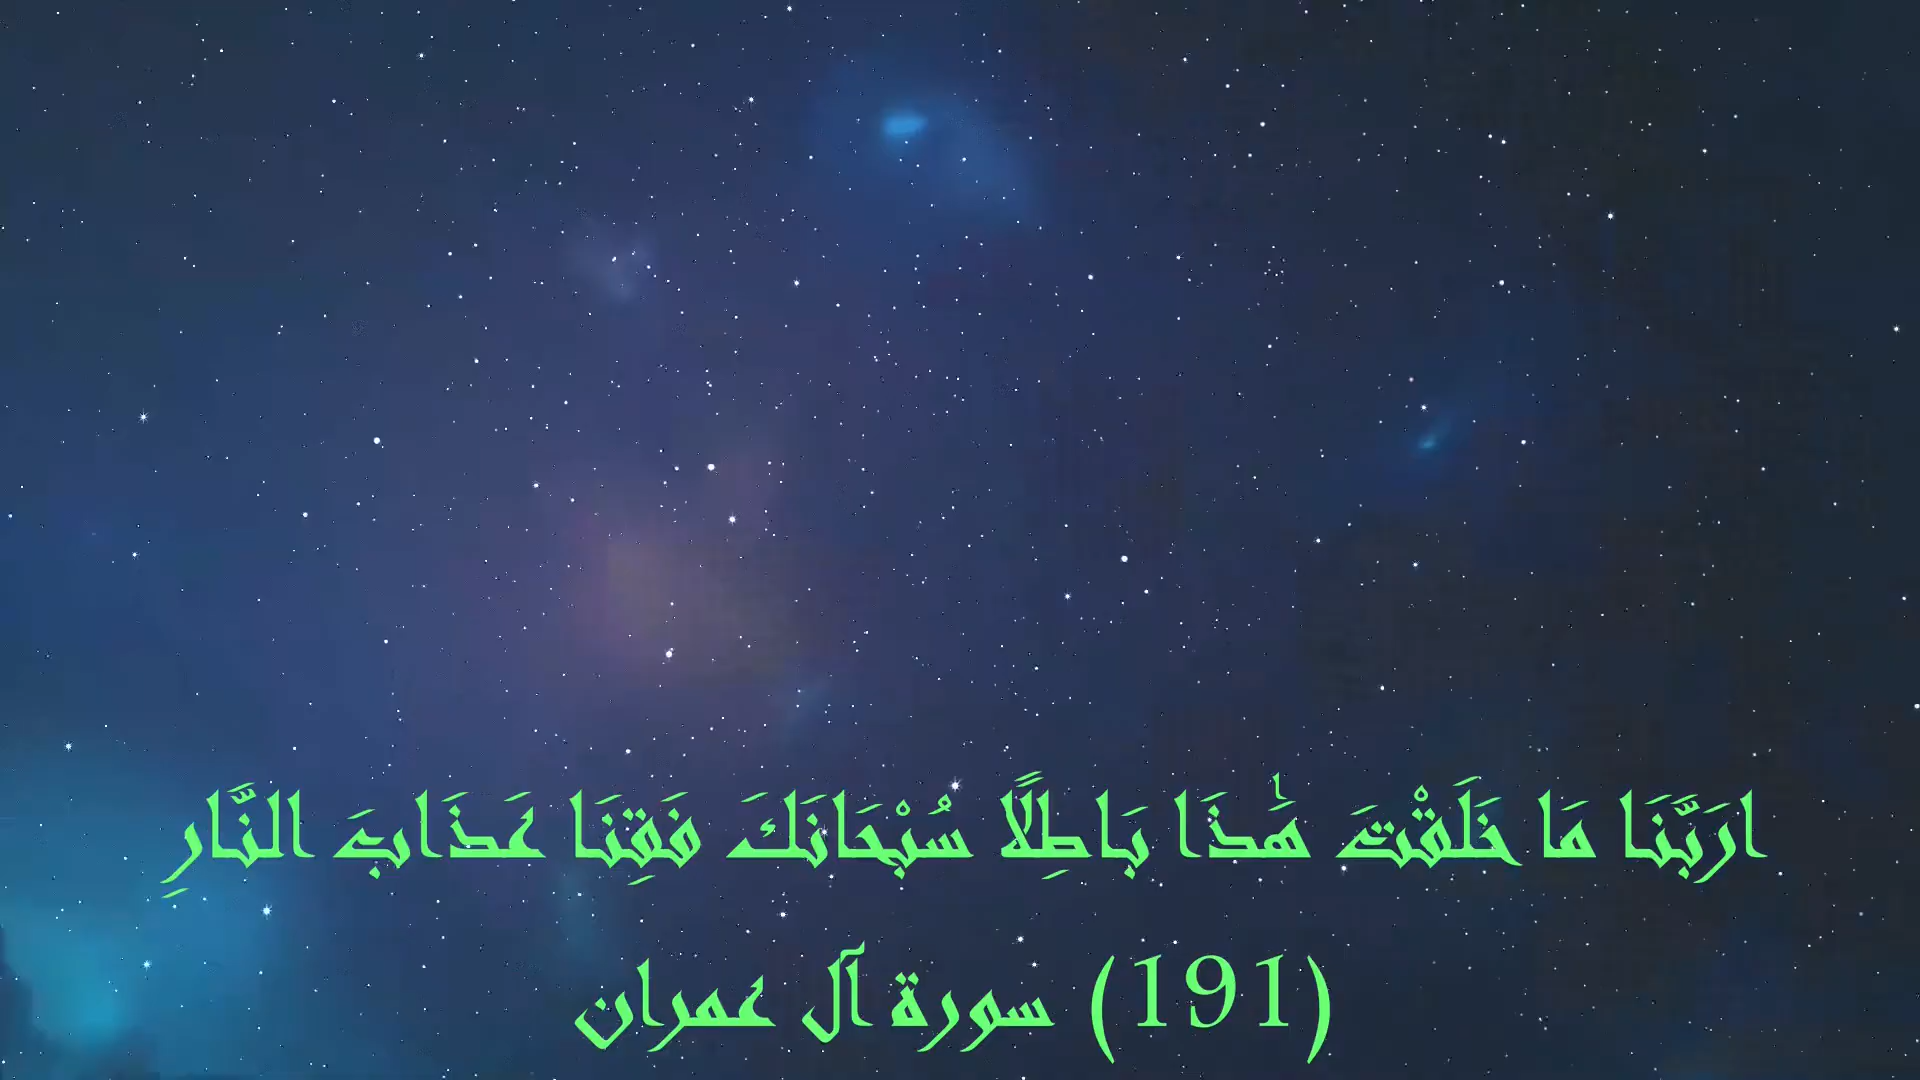 ارَبَّنَا مَا خَلَقْتَ هَٰذَا بَاطِلًا سُبْحَانَكَ فَقِنَا عَذَابَ النَّارِ
(191) سورة آل عمران